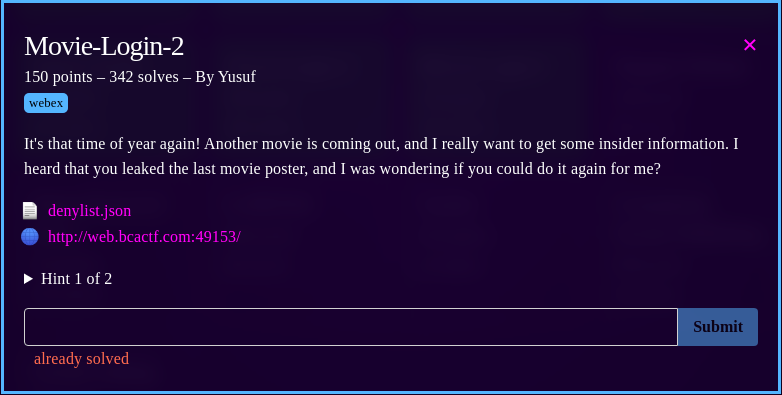 Movie-Login-2
150 points – 342 solves – By Yusuf
webex
It's that time of year again! Another movie is coming out, and I really want to get some insider information. I
heard that you leaked the last movie poster, and I was wondering if you could do it again for me?
denylist.json
http://web.bcactf.com:49153/
Hint 1 of 2
Submit
already solved